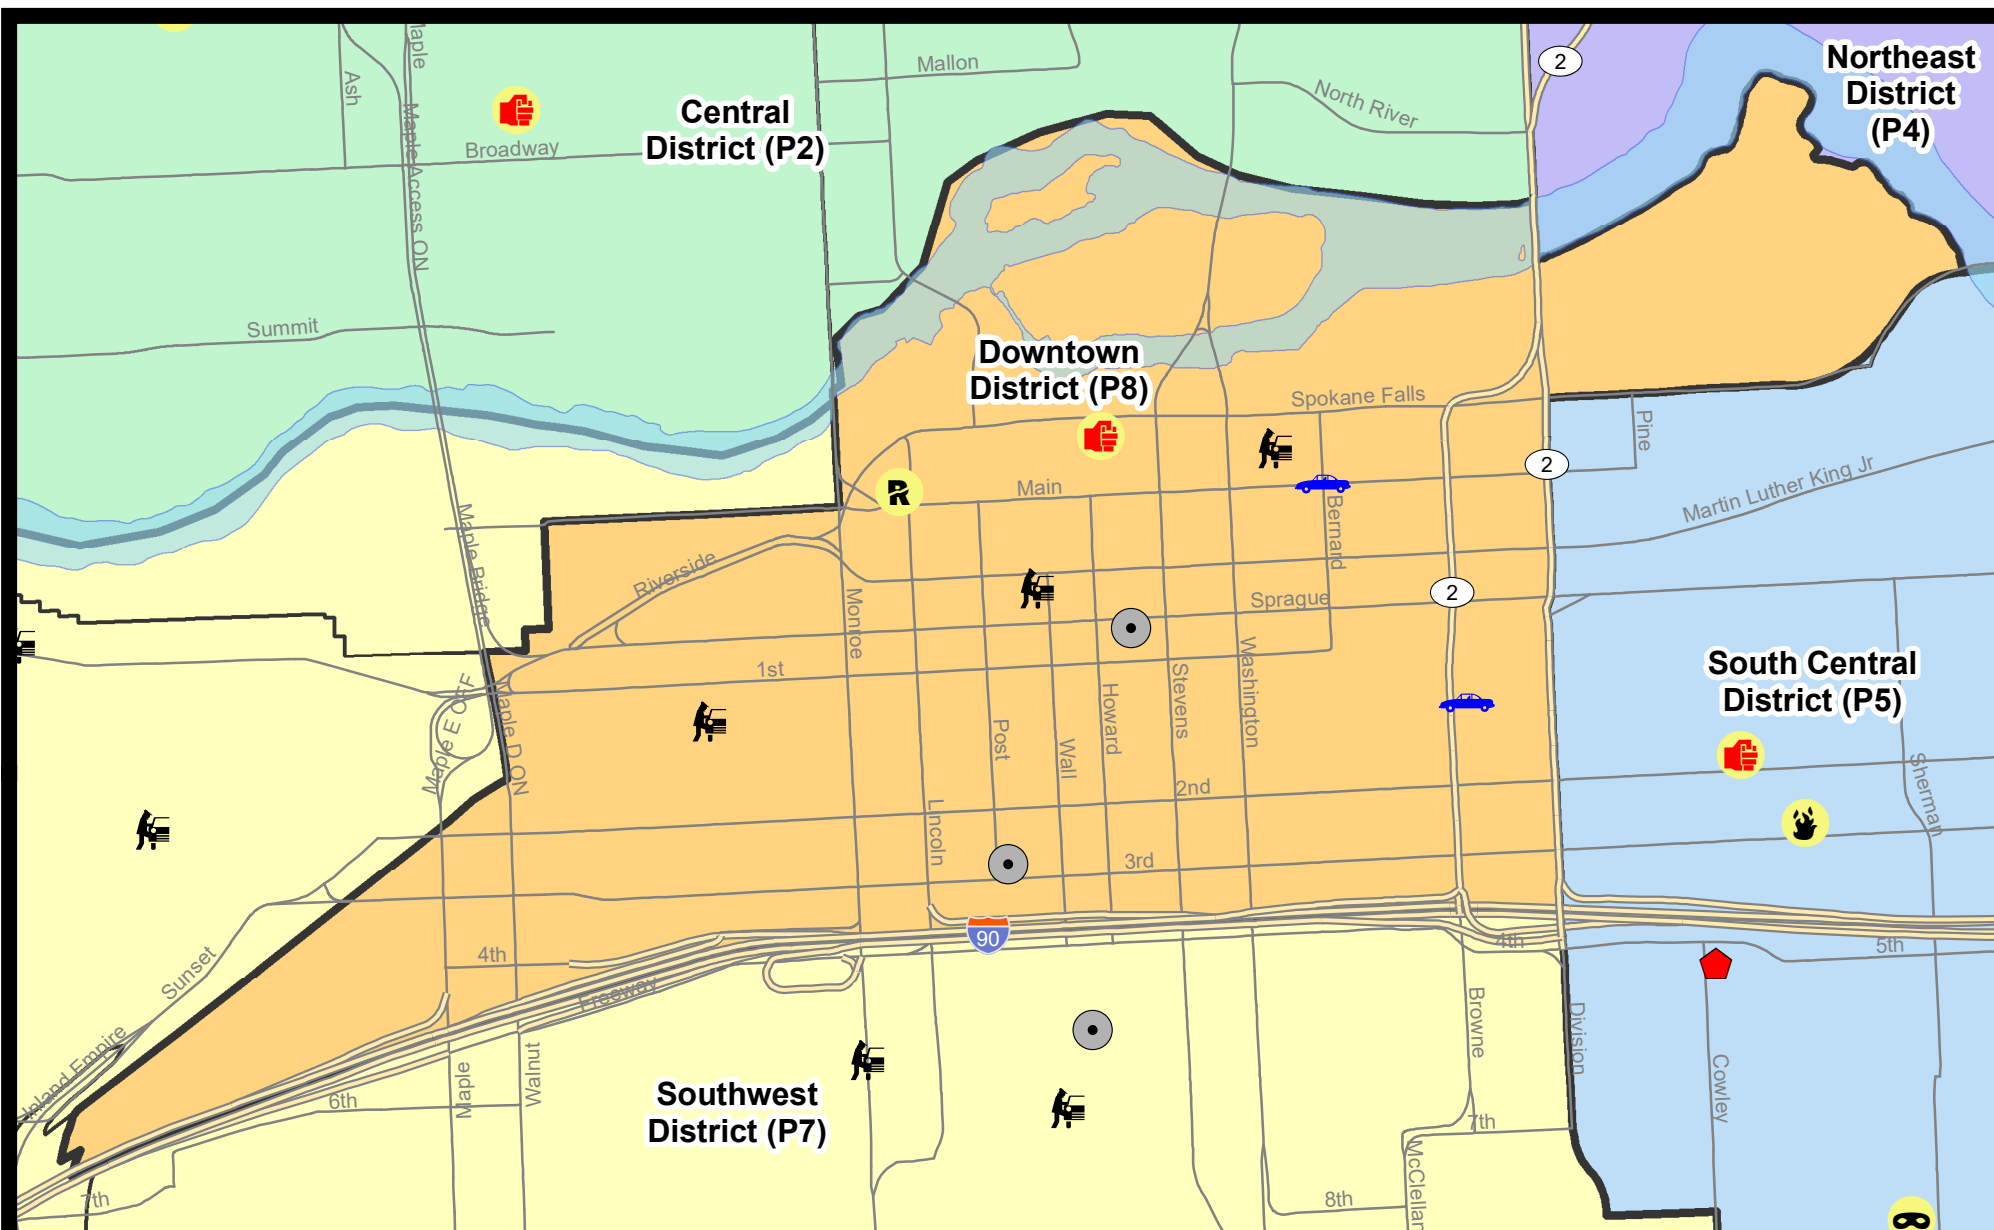 Maple
Ash
Maple Access ON
Mallon
North River
2
Northeast
District
(P4)
Central
District (P2)
Broadway
Summit
Downtown
District (P8)
Spokane Falls
Pine
2
Martin Luther King Jr
R
Main
Bernard
Maple Bridge
Riverside
Monroe
Sprague
2
1st
Washington
Stevens
Howard
South Central
District (P5)
Maple E OFF
Maple D ON
Post
Wall
2nd
Sherman
Lincoln
3rd
90
4th
4th
5th
Sunset
Freeway
Browne
Division
Inland Empire
Walnut
Maple
Cowley
6th
Southwest
District (P7)
7th
McClellan
7th
8th